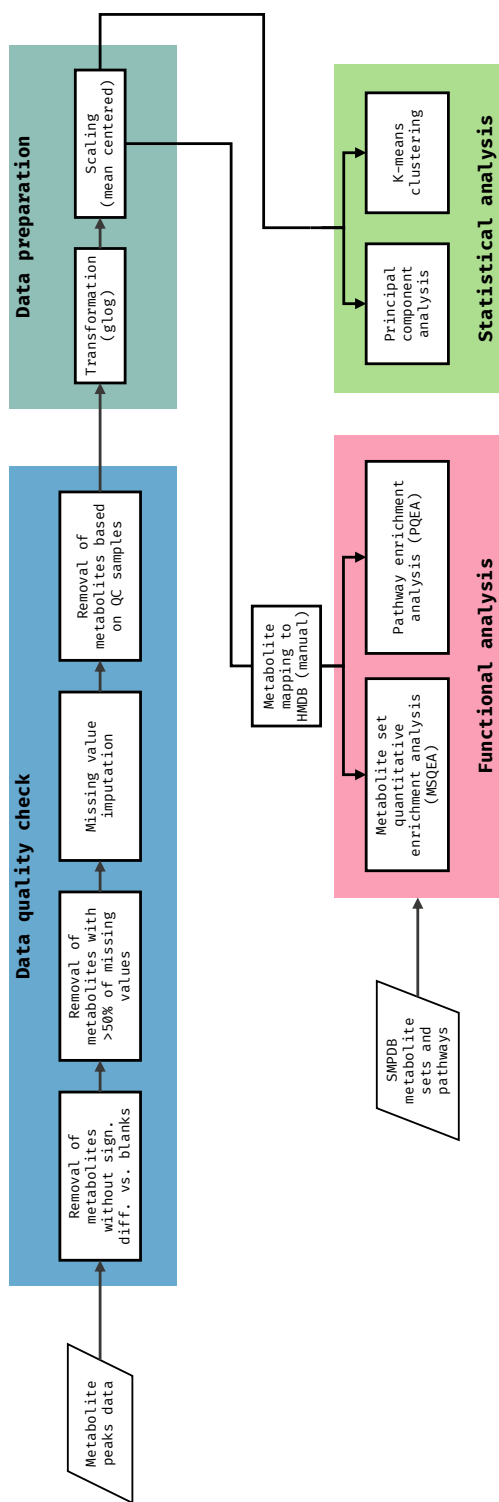 Metabolite
peaks data
Data quality check
Removal of
metabolites
without sign.
diff. vs. blanks
Removal of
metabolites with
>50% of missing
values
Missing value
imputation
Removal of
metabolites based
on QC samples
Data preparation
Transformation
(glog)
Scaling
(mean centered)
Metabolite
mapping to
HMDB (manual)
SMPDB
metabolite
sets and
pathways
Metabolite set
quantitative
enrichment analysis
(MSQEA)
Pathway enrichment
analysis (PQEA)
Functional analysis
Principal
component
analysis
K-means
clustering
Statistical analysis